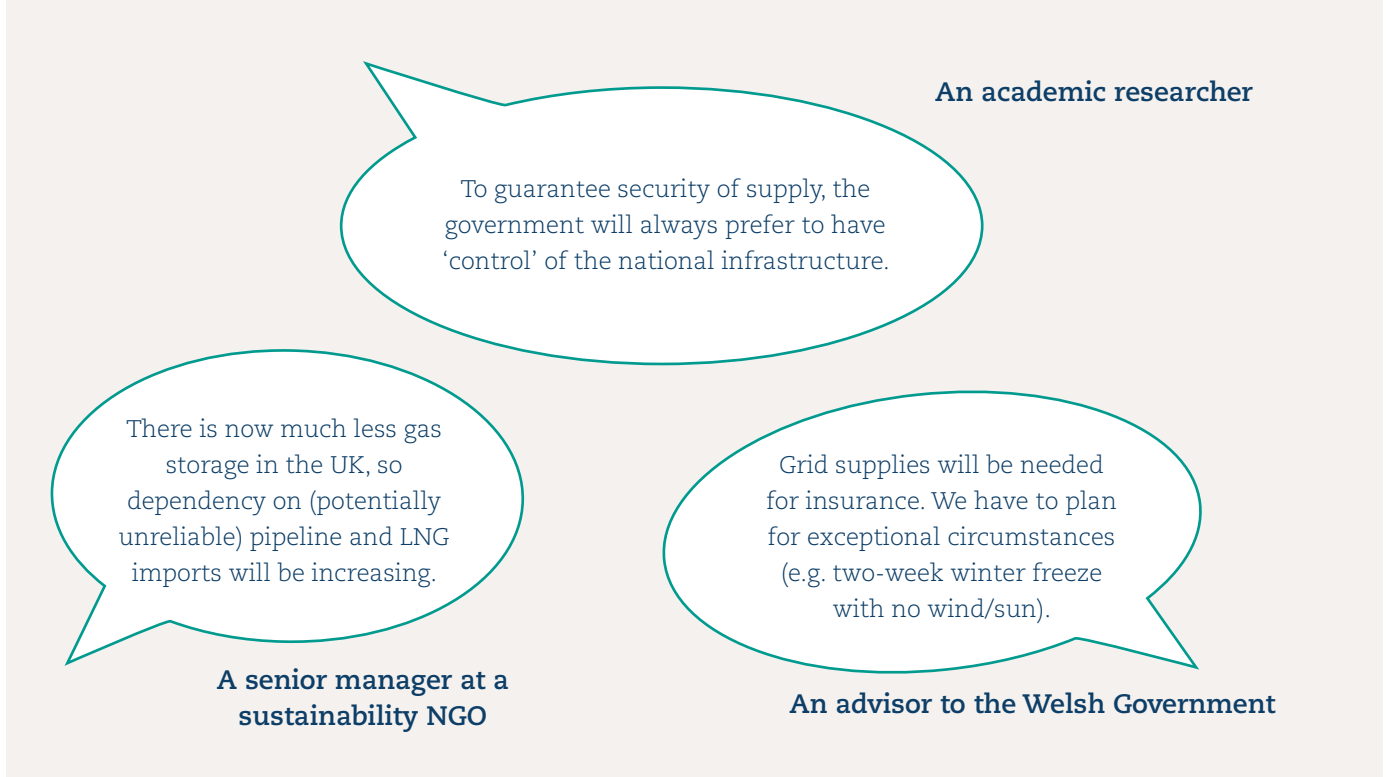 An academic researcher
To guarantee security of supply, the
government will always prefer to have
‘control’ of the national infrastructure.
There is now much less gas
storage in the UK, so
dependency on (potentially
unreliable) pipeline and LNG
imports will be increasing.
A senior manager at a
sustainability NGO
Grid supplies will be needed
for insurance. We have to plan
for exceptional circumstances
(e.g. two-week winter freeze
with no wind/sun).
An advisor to the Welsh Government